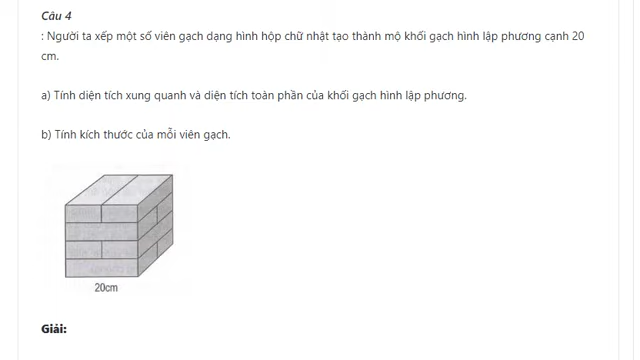 Câu 4
: Người ta xếp một số viên gạch dạng hình hộp chữ nhật tạo thành mộ khối gạch hình lập phương cạnh 20
cm.
a) Tính diện tích xung quanh và diện tích toàn phần của khối gạch hình lập phương.
b) Tính kích thước của mỗi viên gạch.
20cm
Giải: